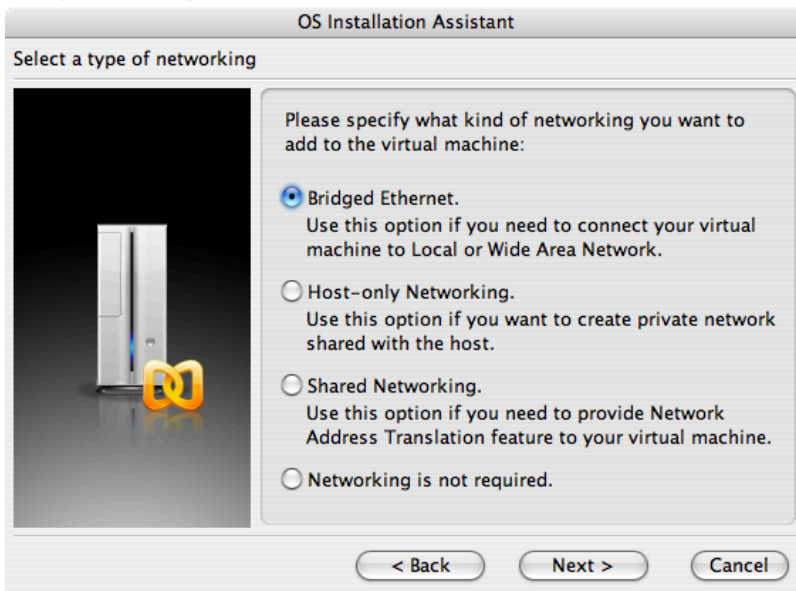 OS Installation Assistant
Select a type of networking
Please specify what kind of networking you want to
add to the virtual machine:
Bridged Ethernet.
Use this option if you need to connect your virtual
machine to Local or Wide Area Network.
Host-only Networking.
Use this option if you want to create private network
shared with the host.
Shared Networking.
Use this option if you need to provide Network
Address Translation feature to your virtual machine.
Networking is not required.
< Back Next > Cancel